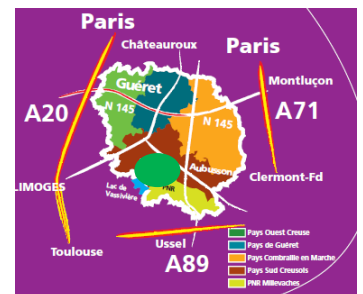 Paris
Châteauroux
Paris
Guéret
Montluçon
A20
N 145
A71
N 145
Aubusson
LIMOGES
Clermont-Fd
Lac de
Vassivière
PNR
Toulouse
Ussel
A89
Pays Ouest Creuse
Pays de Guéret
Pays Combraille en Marche
Pays Sud Creusois
PNR Millevaches